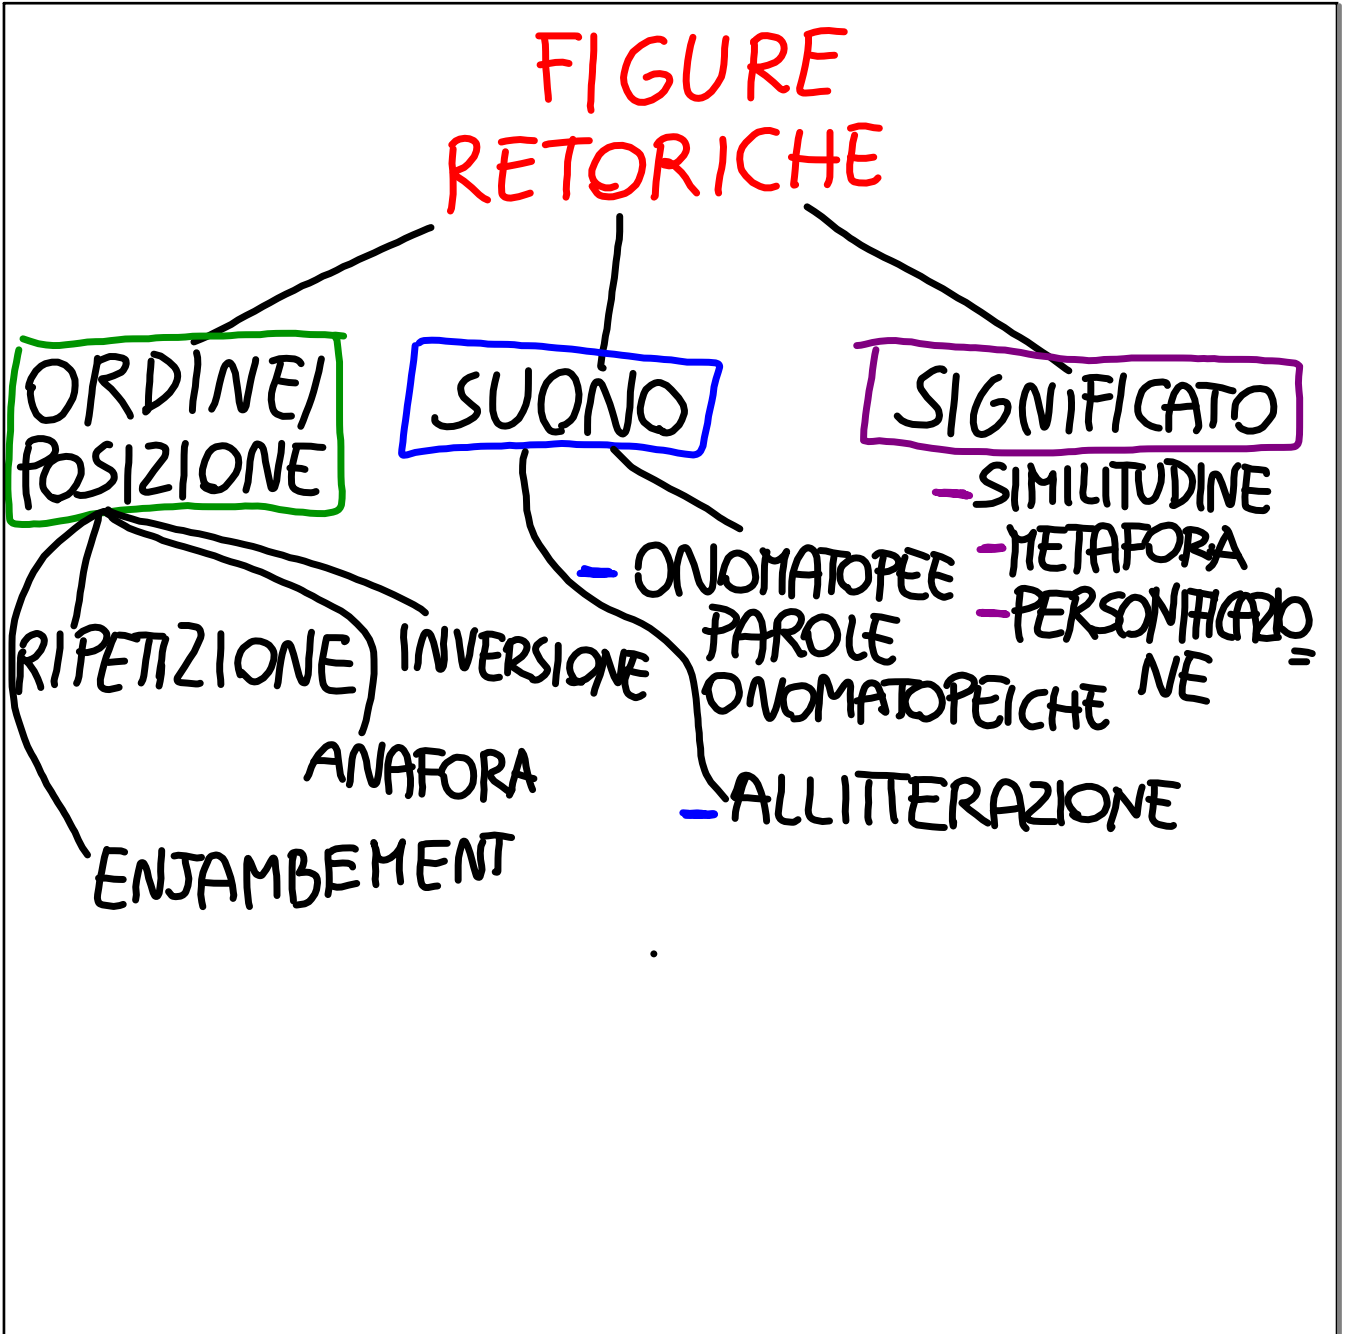 FIGURE
RETORICHE
ORDINE/
POSIZIONE
RIPETIZIONE
INVERSIONE
ANAFORA
ENJAMBEMENT
SUONO
- ONOMATOPEE
PAROLE
ONOMATOPEICHE
- ALLITTERAZIONE
SIGNIFICATO
- SIMILITUDINE
- METAFORA
- PERSONIFICAZIO=
NE